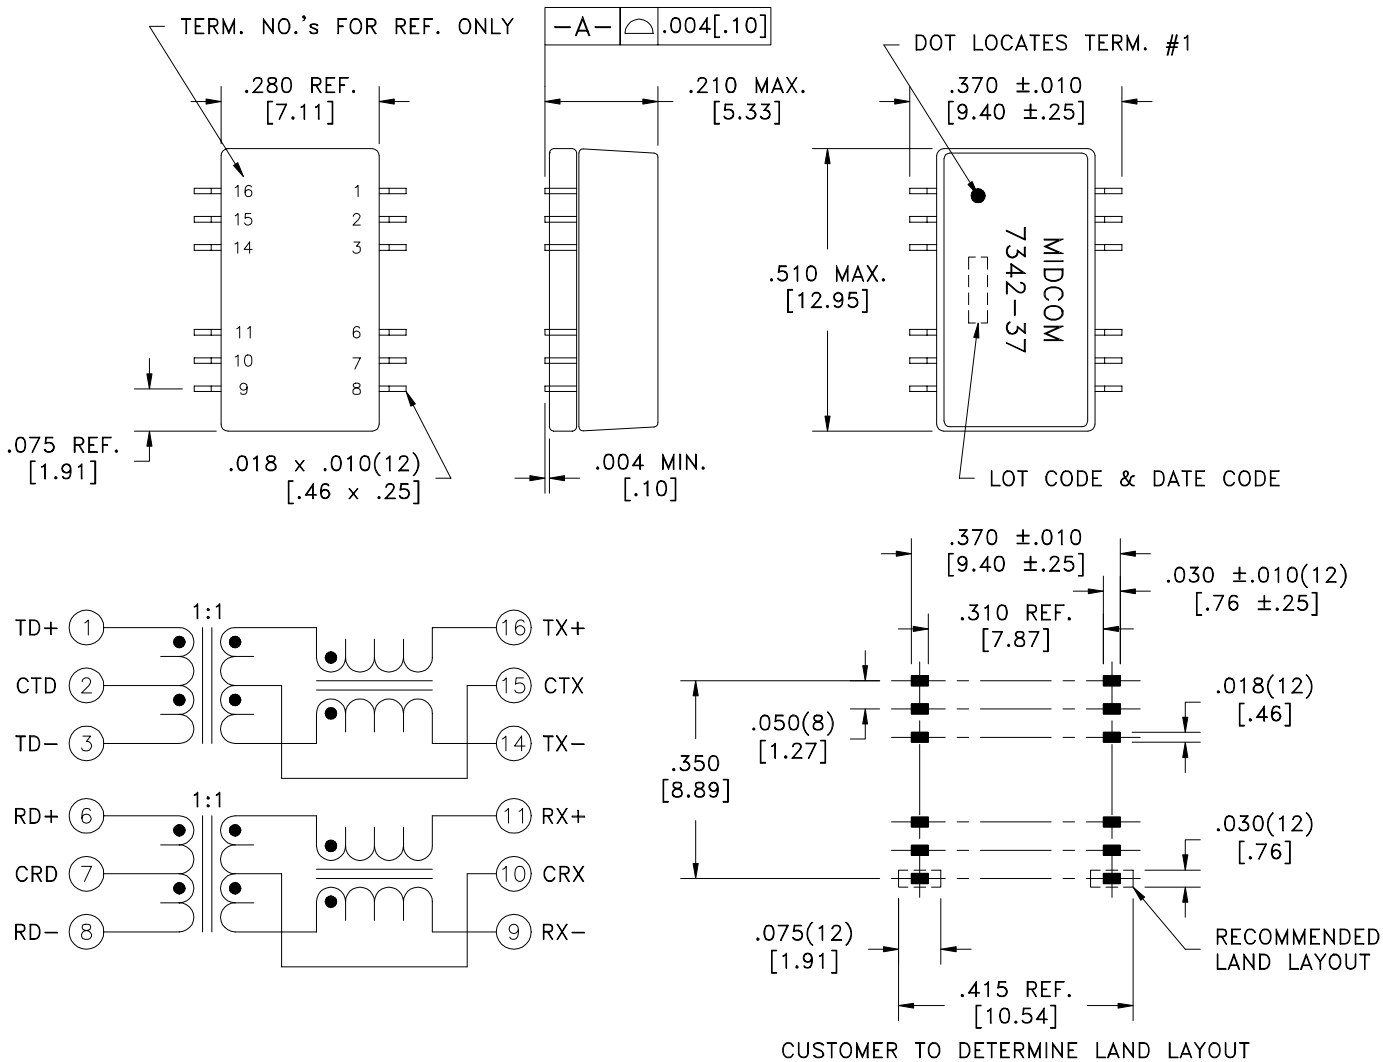 TERM. NO.'s FOR REF. ONLY
.280 REF.
[7.11]
16 1
15 2
14 3
11 6
10 7
9 8
.075 REF.
[1.91]
.018 x .010(12)
[.46 x .25]
-A- .004[.10]
.210 MAX.
[5.33]
.004 MIN.
[.10]
DOT LOCATES TERM. #1
.370 ±.010
[9.40 ±.25]
.510 MAX.
[12.95]
MIDCOM
7342-37
LOT CODE & DATE CODE
1:1
TD+ 1
CTD 2
TD- 3
16 TX+
15 CTX
14 TX-
1:1
RD+ 6
CRD 7
RD- 8
11 RX+
10 CRX
9 RX-
.370 ±.010
[9.40 ±.25]
.030 ±.010(12)
[.76 ±.25]
.310 REF.
[7.87]
.018(12)
[.46]
.050(8)
[1.27]
.350
[8.89]
.030(12)
[.76]
.075(12)
[1.91]
RECOMMENDED
LAND LAYOUT
.415 REF.
[10.54]
CUSTOMER TO DETERMINE LAND LAYOUT